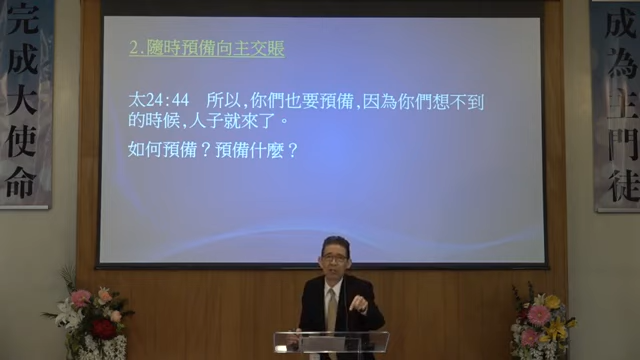 完成大使命
2.隨時預備向主交賬
太24:44 所以,你們也要預備,因為你們想不到
的時候,人子就來了。
如何預備？預備什麼？
成為主門徒